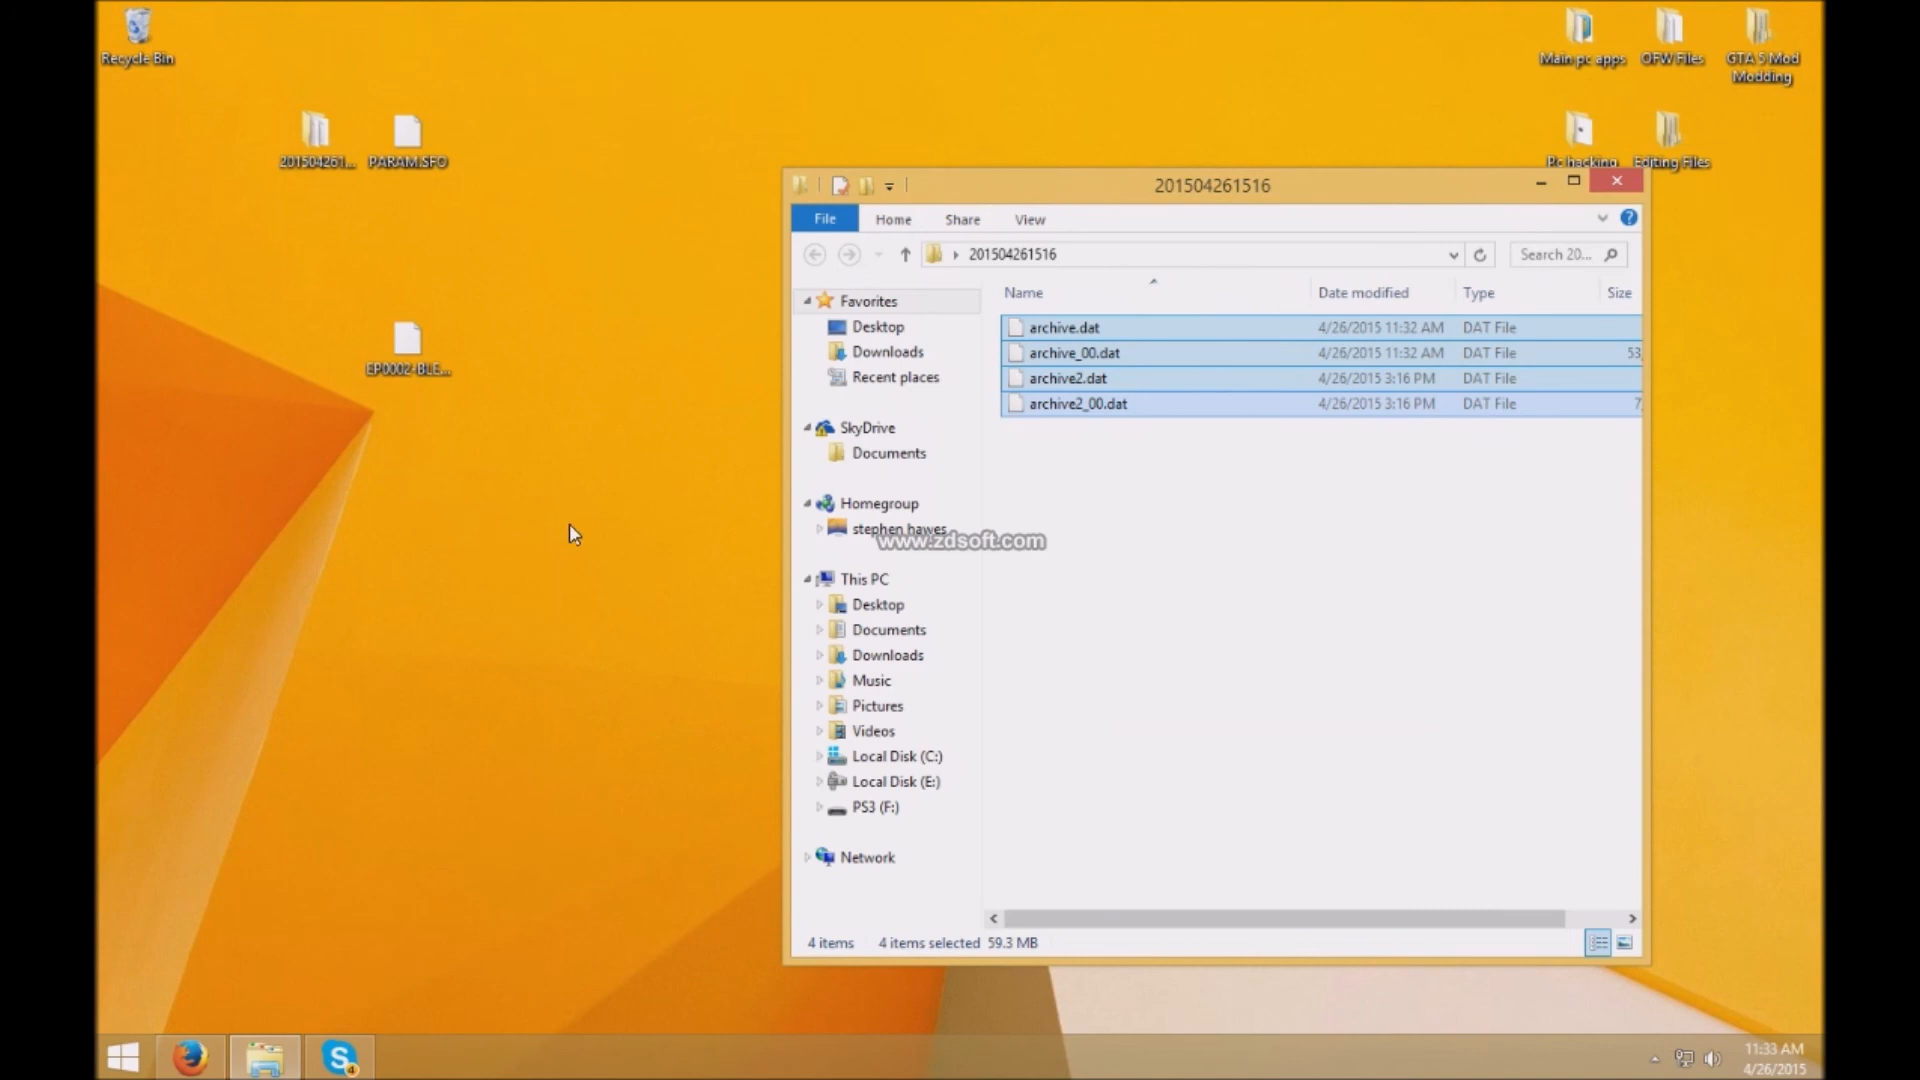 Recycle Bin
201504261...
PARAM.SFO
EP0002-BLE...
Main pc apps
OFW Files
GTA 5 Mod
Modding
Pc hacking
Editing Files
201504261516
File
Home
Share
View
201504261516
Search 20...
Name
Date modified
Type
Size
archive.dat
4/26/2015 11:32 AM
DAT File
archive_00.dat
4/26/2015 11:32 AM
DAT File
53,
archive2.dat
4/26/2015 3:16 PM
DAT File
archive2_00.dat
4/26/2015 3:16 PM
DAT File
7,
Favorites
Desktop
Downloads
Recent places
SkyDrive
Documents
Homegroup
stephen hawes
www.zdsoft.com
This PC
Desktop
Documents
Downloads
Music
Pictures
Videos
Local Disk (C:)
Local Disk (E:)
PS3 (F:)
Network
4 items
4 items selected 59.3 MB
S
4
11:33 AM
4/26/2015